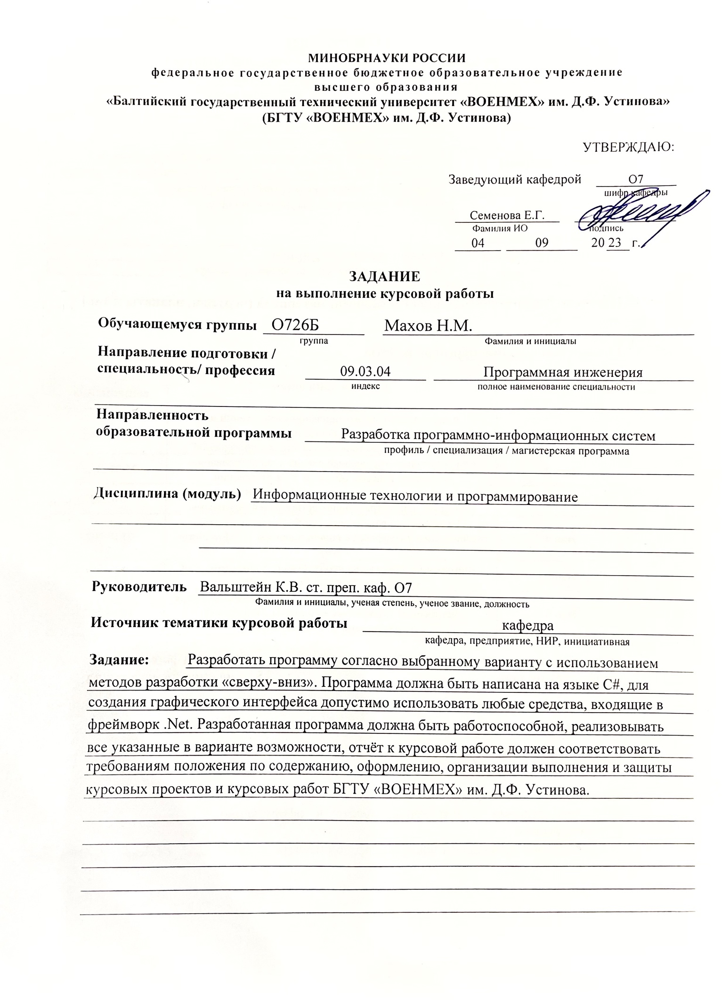 МИНОБРНАУКИ РОССИИ
федеральное государственное бюджетное образовательное учреждение
высшего образования
«Балтийский государственный технический университет «ВОЕНМЕХ» им. Д.Ф. Устинова»
(БГТУ «ВОЕНМЕХ» им. Д.Ф. Устинова)
УТВЕРЖДАЮ:
Заведующий кафедрой О7
шифр кафедры
Семенова Е.Г.
Фамилия ИО подпись
04 09 20 23 г.
ЗАДАНИЕ
на выполнение курсовой работы
Обучающемуся группы О726Б Махов Н.М.
группа Фамилия и инициалы
Направление подготовки /
специальность/ профессия 09.03.04 Программная инженерия
индекс полное наименование специальности
Направленность
образовательной программы Разработка программно-информационных систем
профиль / специализация / магистерская программа
Дисциплина (модуль) Информационные технологии и программирование
Руководитель Вальштейн К.В. ст. преп. каф. О7
Фамилия и инициалы, ученая степень, ученое звание, должность
Источник тематики курсовой работы кафедра
кафедра, предприятие, НИР, инициативная
Задание: Разработать программу согласно выбранному варианту с использованием
методов разработки «сверху-вниз». Программа должна быть написана на языке C#, для
создания графического интерфейса допустимо использовать любые средства, входящие в
фреймворк .Net. Разработанная программа должна быть работоспособной, реализовывать
все указанные в варианте возможности, отчёт к курсовой работе должен соответствовать
требованиям положения по содержанию, оформлению, организации выполнения и защиты
курсовых проектов и курсовых работ БГТУ «ВОЕНМЕХ» им. Д.Ф. Устинова.